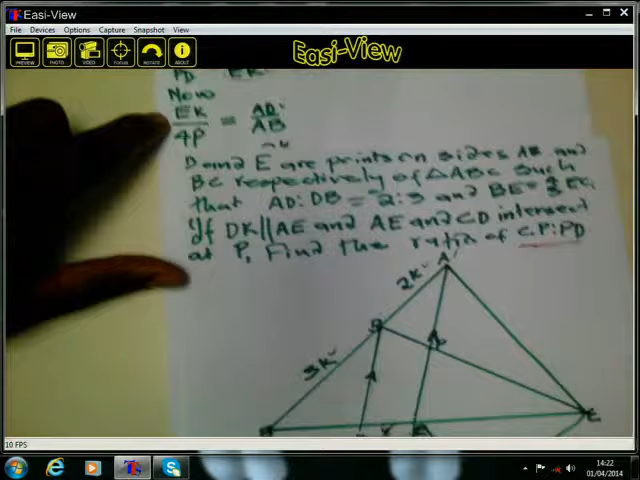 Easi-View
File Devices Options Capture Snapshot View
PREVIEW PHOTO VIDEO FOCUS ROTATE ABOUT
Easi-View
PD EK
Now
EK = AD
4P AB
D and E are points on sides AB and
BC respectively of △ABC such
that AD:DB = 2:3 and BE = EC.
If DK||AE and AE and CD intersect
at P, Find the ratio of C.P:PD
A
2K
3K
10 FPS
14:22
01/04/2014